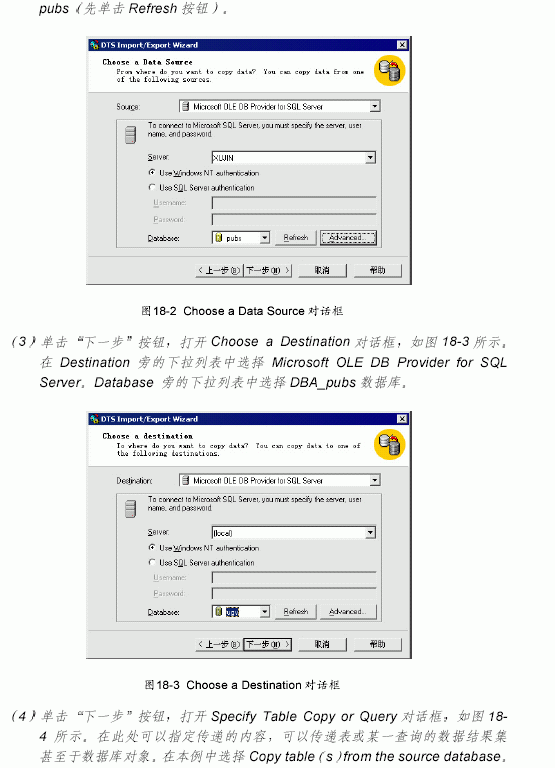 pubs（先单击 Refresh 按钮）。
DTS Import/Export Wizard
Choose a Data Source
From where do you want to copy data? You can copy data from one
of the following sources.
Source: Microsoft OLE DB Provider for SQL Server
To connect to Microsoft SQL Server, you must specify the server, user
name, and password.
Server: XUJIN
Use Windows NT authentication
Use SQL Server authentication
Username:
Password:
Database: pubs Refresh Advanced...
< 上一步(B) 下一步(N) > 取消 帮助
图18-2 Choose a Data Source 对话框
(3) 单击“下一步”按钮，打开 Choose a Destination 对话框，如图 18-3 所示。
在 Destination 旁的下拉列表中选择 Microsoft OLE DB Provider for SQL
Server。Database 旁的下拉列表中选择 DBA_pubs 数据库。
DTS Import/Export Wizard
Choose a destination
To where do you want to copy data? You can copy data to one of
the following destinations.
Destination: Microsoft OLE DB Provider for SQL Server
To connect to Microsoft SQL Server, you must specify the server, user
name, and password.
Server: (local)
Use Windows NT authentication
Use SQL Server authentication
Username:
Password:
Database: Refresh Advanced...
< 上一步(B) 下一步(N) > 取消 帮助
图18-3 Choose a Destination 对话框
(4) 单击“下一步”按钮，打开 Specify Table Copy or Query 对话框，如图 18-
4 所示。在此处可以指定传递的内容，可以传递表或某一查询的数据结果集
甚至于数据库对象。在本例中选择 Copy table（s）from the source database。